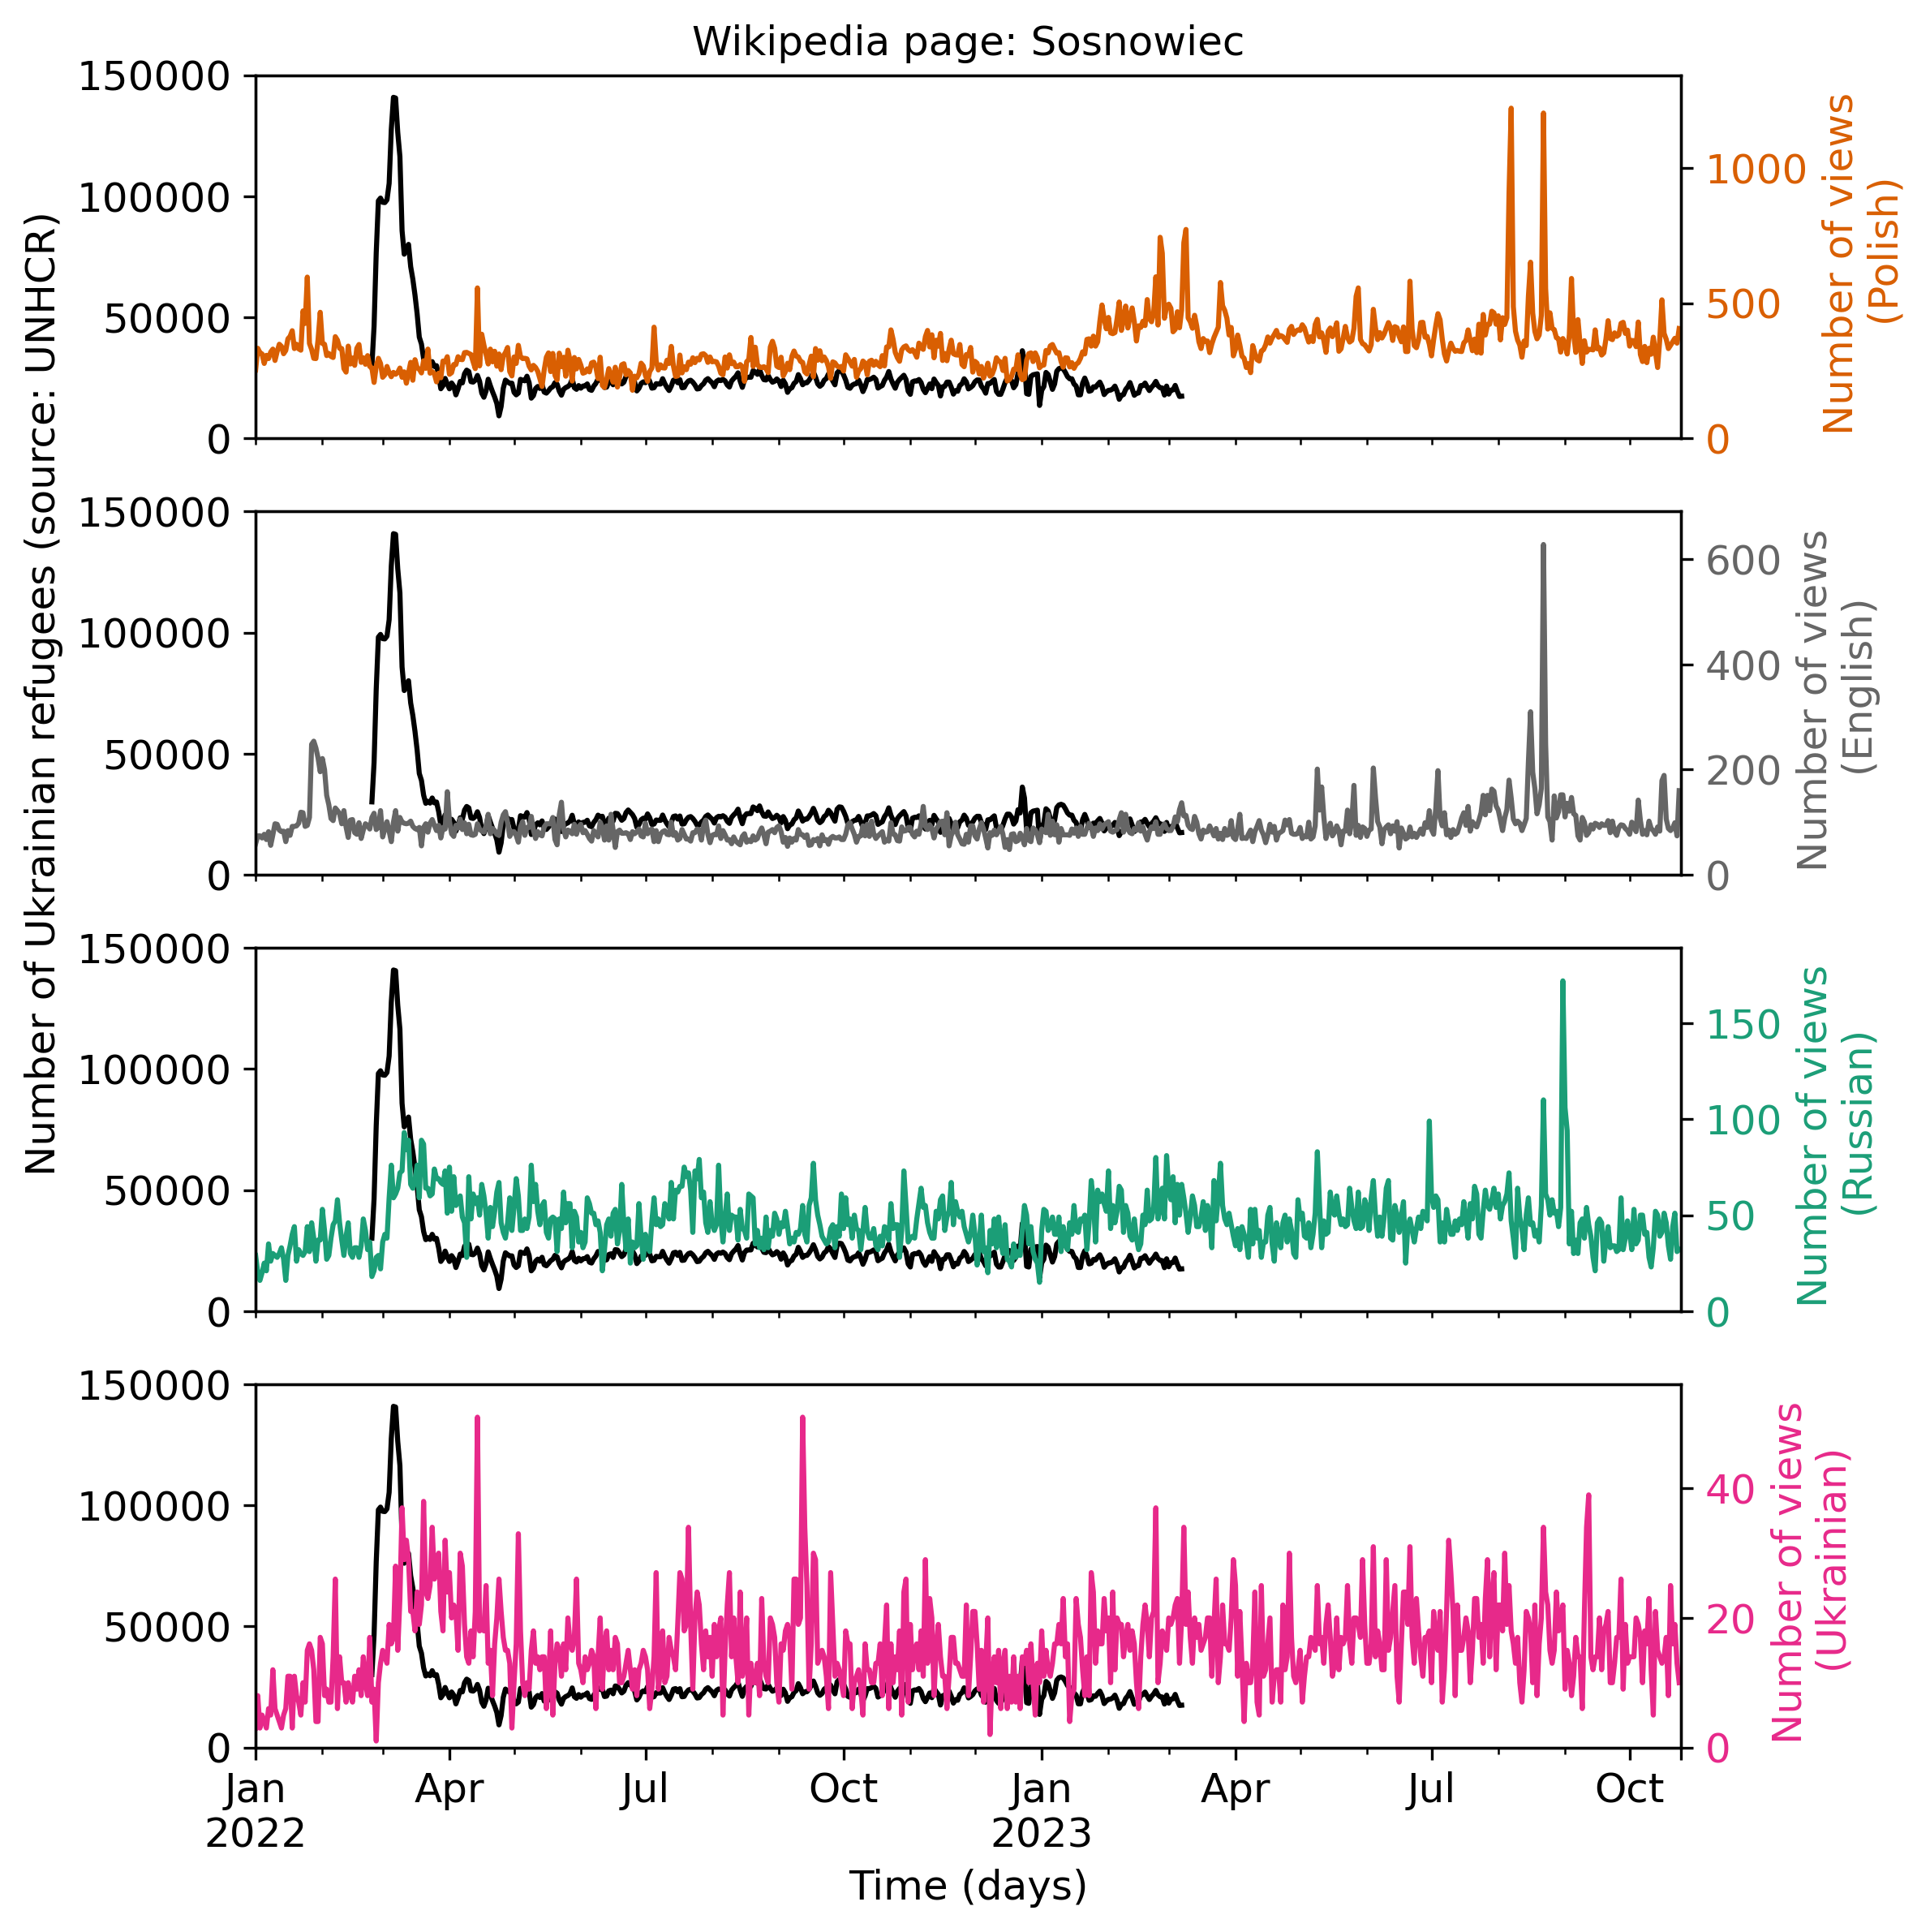 Wikipedia page: Sosnowiec
Number of Ukrainian refugees (source: UNHCR)
150000
100000
50000
0
1000
500
0
Number of views
(Polish)
150000
100000
50000
0
600
400
200
0
Number of views
(English)
150000
100000
50000
0
150
100
50
0
Number of views
(Russian)
150000
100000
50000
0
40
20
0
Number of views
(Ukrainian)
Jan Apr Jul Oct Jan Apr Jul Oct
2022 2023
Time (days)